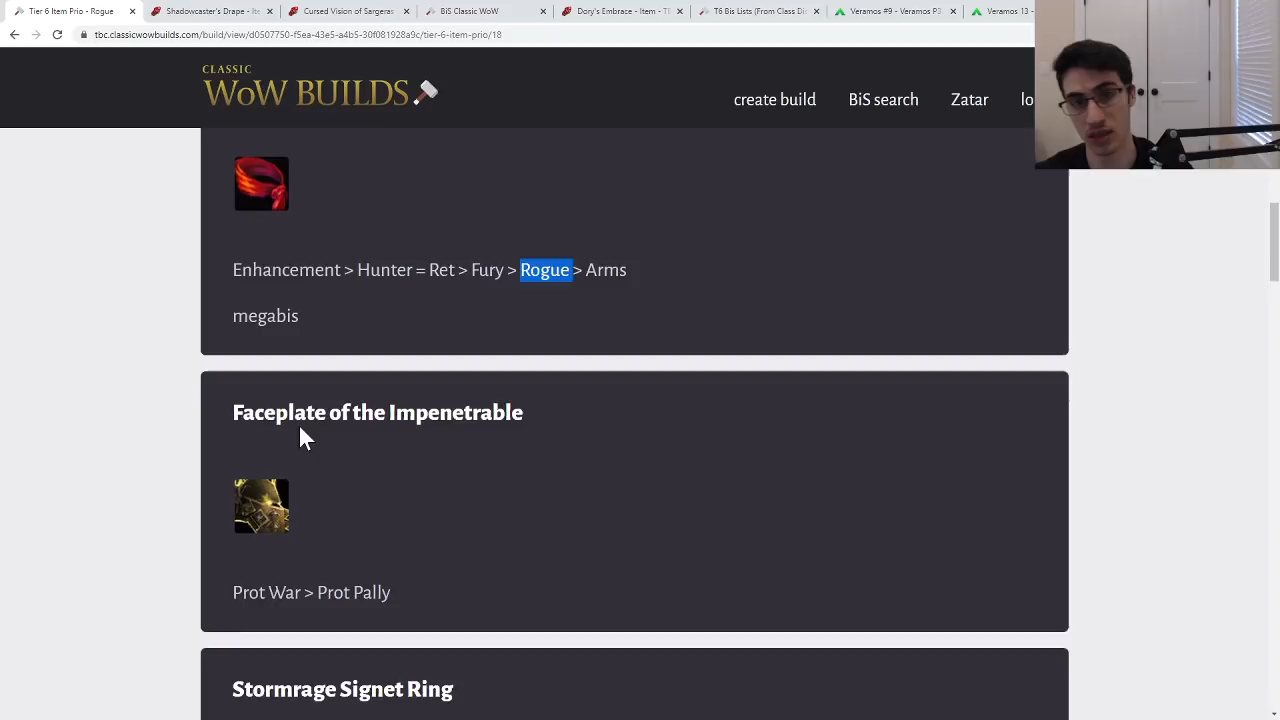 Tier 6 Item Prio - Rogue
Shadowcaster's Drape - Ite
Cursed Vision of Sargeras
BiS Classic WoW
Dory's Embrace - Item - T
T6 Bis Lists (From Class Di
Veramos #9 - Veramos P3
Veramos 13 -
tbc.classicwowbuilds.com/build/view/d0507750-f5ea-43e5-a4b5-30f081928a9c/tier-6-item-prio/18
CLASSIC
WoW BUILDS
create build
BiS search
Zatar
lo
Enhancement > Hunter = Ret > Fury > Rogue > Arms
megabis
Faceplate of the Impenetrable
Prot War > Prot Pally
Stormrage Signet Ring